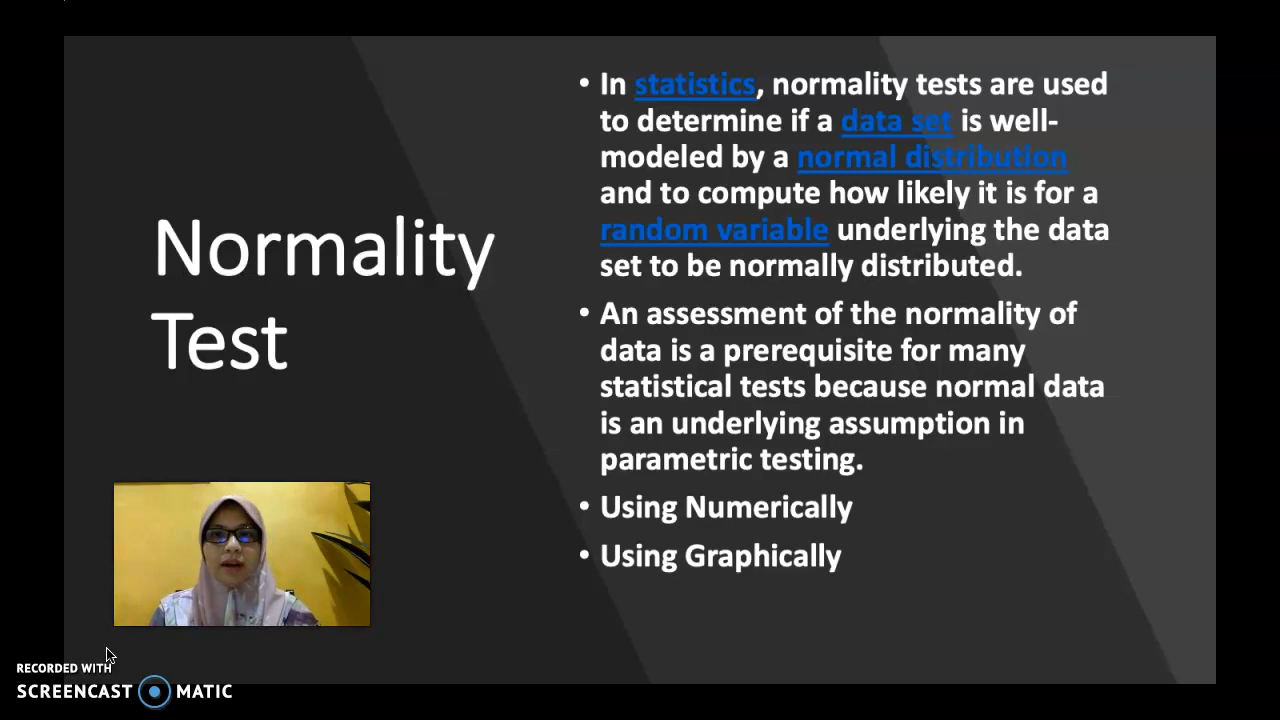 Normality
Test
• In statistics, normality tests are used
to determine if a data set is well-
modeled by a normal distribution
and to compute how likely it is for a
random variable underlying the data
set to be normally distributed.
• An assessment of the normality of
data is a prerequisite for many
statistical tests because normal data
is an underlying assumption in
parametric testing.
• Using Numerically
• Using Graphically
RECORDED WITH
SCREENCAST MATIC